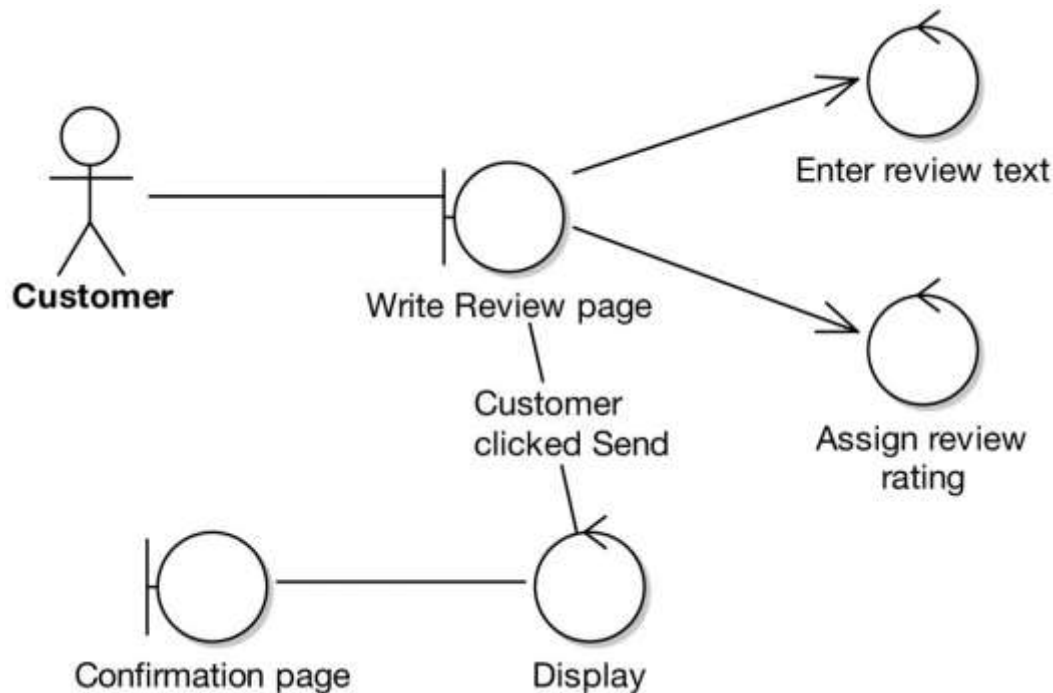 Enter review text
Customer
Write Review page
Customer
clicked Send
Assign review
rating
Confirmation page
Display